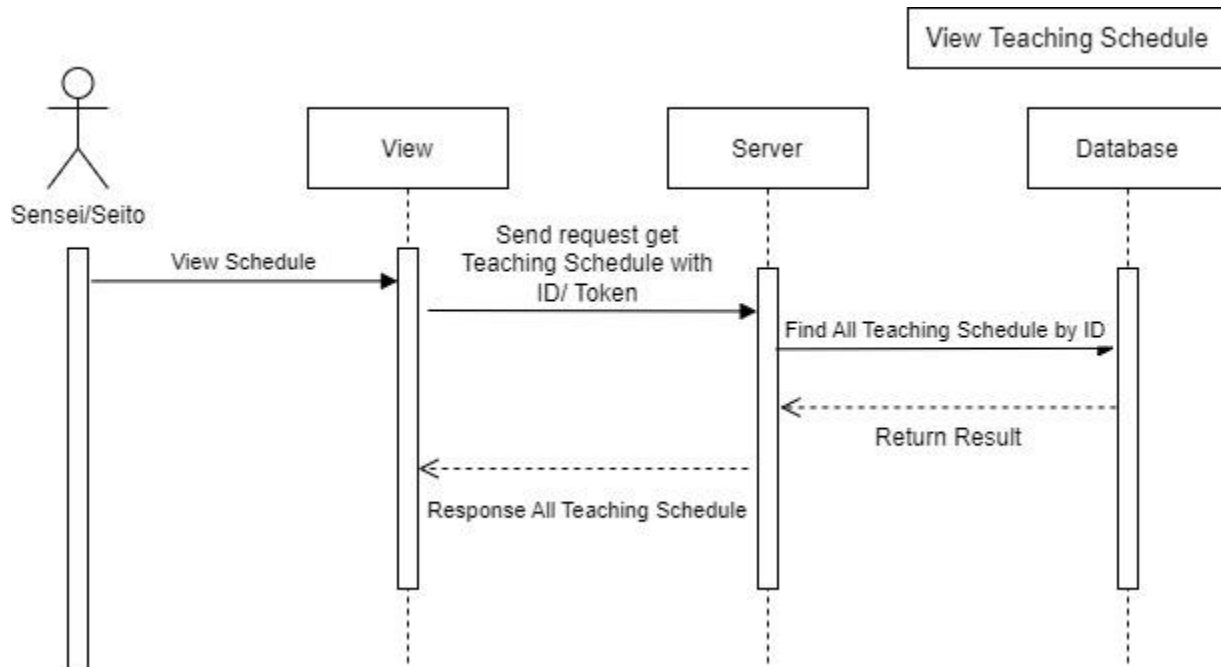 View Teaching Schedule
View
Server
Database
Sensei/Seito
View Schedule
Send request get
Teaching Schedule with
ID/ Token
Find All Teaching Schedule by ID
Return Result
Response All Teaching Schedule